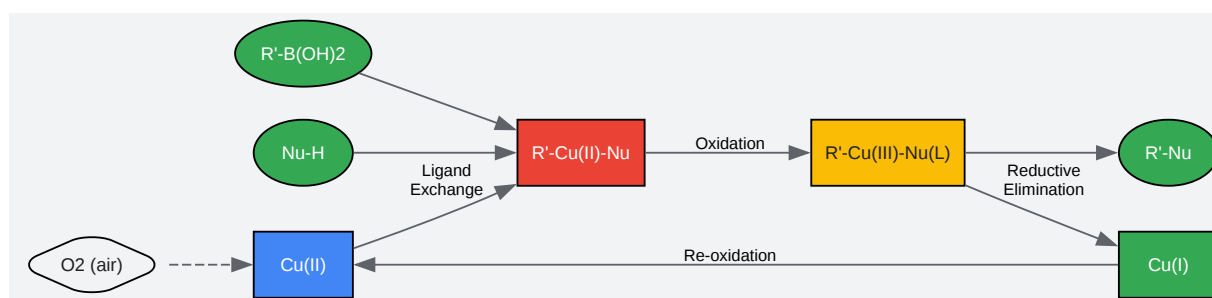 R'-B(OH)2
Nu-H
Ligand
Exchange
R'-Cu(II)-Nu
Oxidation
R'-Cu(III)-Nu(L)
Reductive
Elimination
R'-Nu
O2 (air)
Cu(II)
Re-oxidation
Cu(I)